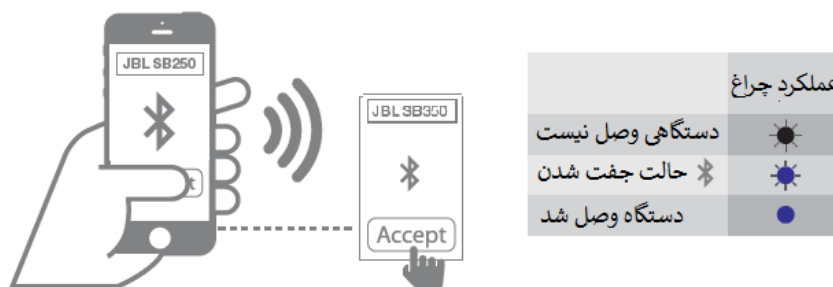 JBL SB250
JBL SB350
Accept
عملکرد چراغ
دستگاهی وصل نیست
حالت جفت شدن
دستگاه وصل شد